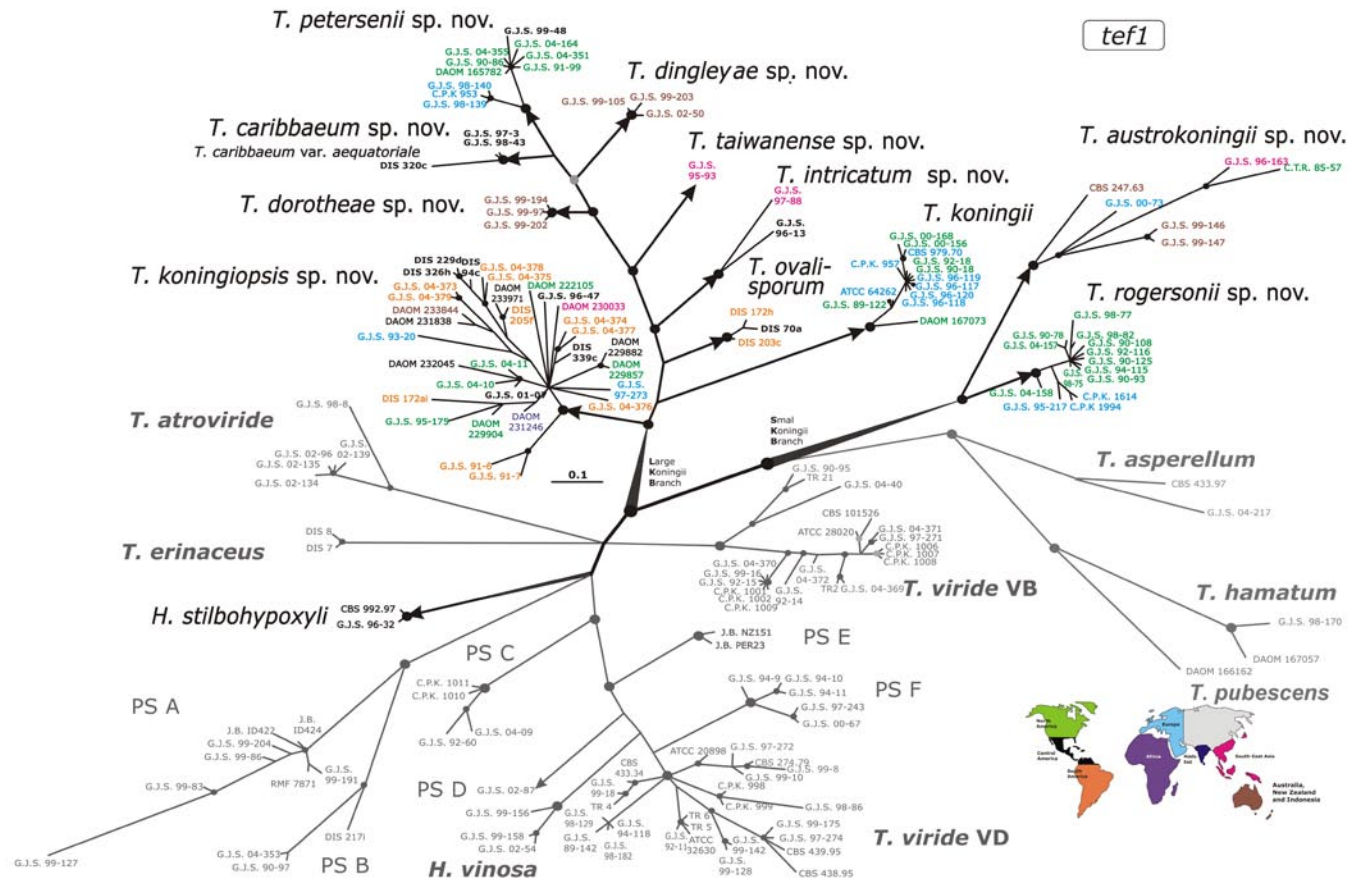 tef1
T. petersenii sp. nov.
G.J.S. 99-48
G.J.S. 04-164
G.J.S. 04-355
G.J.S. 04-351
G.J.S. 90-86
G.J.S. 91-99
DAOM 165782
G.J.S. 98-140
C.P.K 953
G.J.S. 98-139
T. dingleyae sp. nov.
G.J.S. 99-203
G.J.S. 99-105
G.J.S. 02-50
T. caribbaeum sp. nov.
T. caribbaeum var. aequatoriale
G.J.S. 97-3
G.J.S. 98-43
DIS 320c
T. taiwanense sp. nov.
G.J.S.
95-93
T. austrokoningii sp. nov.
G.J.S. 96-163
C.T.R. 85-57
CBS 247.63
G.J.S. 00-73
G.J.S. 99-146
G.J.S. 99-147
T. intricatum sp. nov.
G.J.S.
97-88
G.J.S.
96-13
T. dorotheae sp. nov.
G.J.S. 99-194
G.J.S. 99-97
G.J.S. 99-202
T. koningii
G.J.S. 00-168
G.J.S. 00-156
CBS 979.70
G.J.S. 92-18
C.P.K. 957
G.J.S. 90-18
G.J.S. 96-119
G.J.S. 96-117
G.J.S. 96-120
G.J.S. 96-118
ATCC 64262
G.J.S. 89-122
DAOM 167073
T. ovali-
sporum
DIS 172h
DIS 70a
DIS 203c
T. koningiopsis sp. nov.
DIS 229d
DIS
94c
DIS 326h
G.J.S. 04-378
G.J.S. 04-375
G.J.S. 04-373
G.J.S. 04-379
DAOM
233971
DIS
205f
DAOM 222105
G.J.S. 96-47
DAOM 230033
DAOM 233844
DAOM 231838
G.J.S. 04-374
G.J.S. 04-377
G.J.S. 93-20
DIS
339c
DAOM
229882
DAOM
229857
DAOM 232045
G.J.S. 04-11
G.J.S. 04-10
G.J.S. 01-07
G.J.S.
97-273
G.J.S. 04-376
DIS 172ai
G.J.S. 95-175
DAOM
229904
DAOM
231246
G.J.S. 91-6
G.J.S. 91-7
T. rogersonii sp. nov.
G.J.S. 98-77
G.J.S. 90-78
G.J.S. 98-82
G.J.S. 04-157
G.J.S. 90-108
G.J.S. 92-116
G.J.S. 90-125
G.J.S. 94-115
G.J.S. 90-93
G.J.S.
98-75
G.J.S. 04-158
C.P.K. 1614
G.J.S. 95-217
C.P.K 1994
Large
Koningii
Branch
0.1
Smal
Koningii
Branch
T. atroviride
G.J.S. 98-8
G.J.S.
02-139
G.J.S. 02-96
G.J.S. 02-135
G.J.S. 02-134
T. erinaceus
DIS 8
DIS 7
H. stilbohypoxyli
CBS 992.97
G.J.S. 96-32
G.J.S. 90-95
TR 21
G.J.S. 04-40
CBS 101526
ATCC 28020
G.J.S. 04-371
G.J.S. 97-271
C.P.K. 1006
C.P.K. 1007
C.P.K. 1008
G.J.S. 04-370
G.J.S. 99-16
G.J.S. 92-15
C.P.K. 1001
C.P.K. 1002
C.P.K. 1009
G.J.S.
92-14
G.J.S.
04-372
TR2
G.J.S. 04-369
T. viride VB
T. asperellum
CBS 433.97
G.J.S. 04-217
T. hamatum
G.J.S. 98-170
DAOM 167057
DAOM 166162
T. pubescens
PS A
J.B. ID422
J.B.
ID424
G.J.S. 99-204
G.J.S. 99-86
RMF 7871
G.J.S.
99-191
G.J.S. 99-83
G.J.S. 99-127
PS B
DIS 217i
G.J.S. 04-353
G.J.S. 90-97
PS C
C.P.K. 1011
C.P.K. 1010
G.J.S. 04-09
G.J.S. 92-60
PS D
G.J.S. 02-87
PS E
J.B. NZ151
J.B. PER23
PS F
G.J.S. 94-9
G.J.S. 94-10
G.J.S. 94-11
G.J.S. 97-243
G.J.S. 00-67
H. vinosa
G.J.S. 99-156
G.J.S. 99-158
G.J.S. 02-54
T. viride VD
CBS
433.34
ATCC 20898
G.J.S. 97-272
CBS 274.79
G.J.S. 99-8
G.J.S. 99-10
G.J.S.
99-18
TR 4
C.P.K. 998
C.P.K. 999
G.J.S. 98-86
G.J.S.
98-129
G.J.S.
89-142
G.J.S.
94-118
G.J.S.
98-182
TR 6
TR 5
G.J.S.
92-11
ATCC
32630
G.J.S.
99-142
G.J.S.
99-128
G.J.S. 99-175
G.J.S. 97-274
CBS 439.95
CBS 438.95
North
America
Central
America
South
America
Europe
Africa
South-East Asia
Australia,
New Zealand
and Indonesia